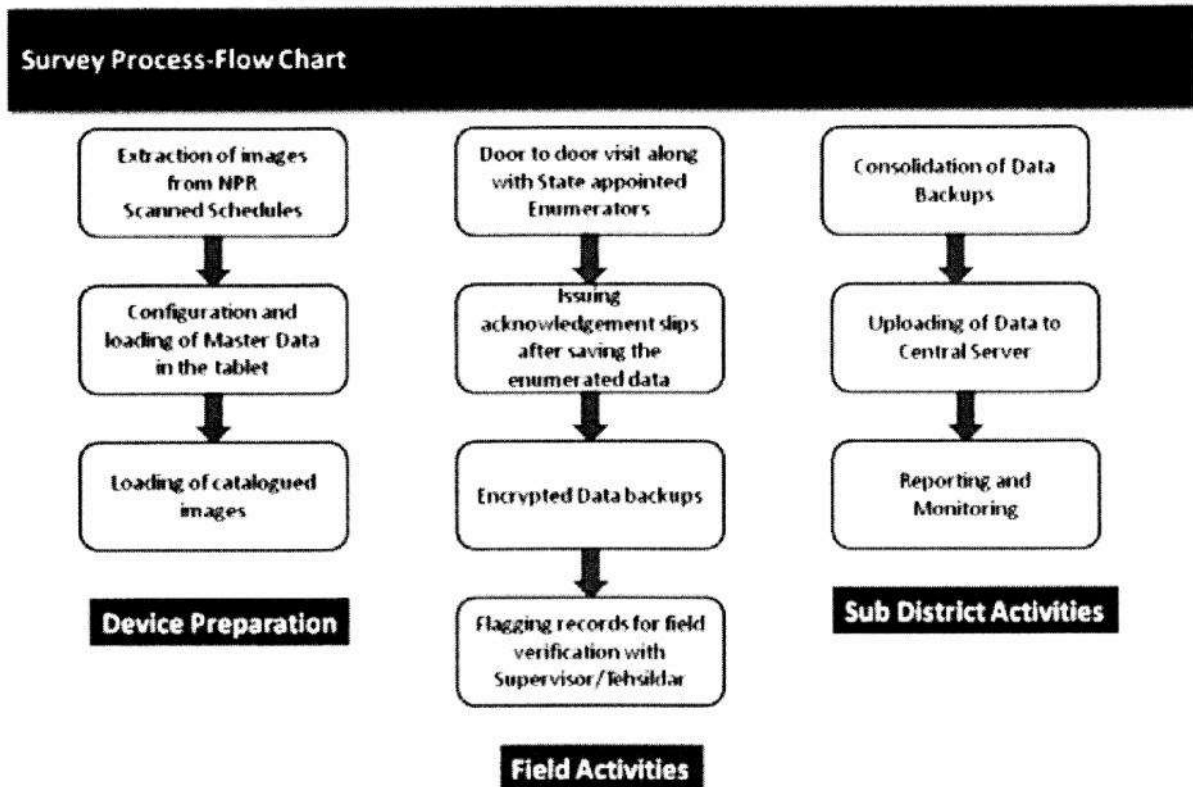 Survey Process-Flow Chart
Extraction of images
from NPR
Scanned Schedules
Configuration and
loading of Master Data
in the tablet
Loading of catalogued
images
Device Preparation
Door to door visit along
with State appointed
Enumerators
Issuing
acknowledgement slips
after saving the
enumerated data
Encrypted Data backups
Flagging records for field
verification with
Supervisor/Tehsildar
Field Activities
Consolidation of Data
Backups
Uploading of Data to
Central Server
Reporting and
Monitoring
Sub District Activities